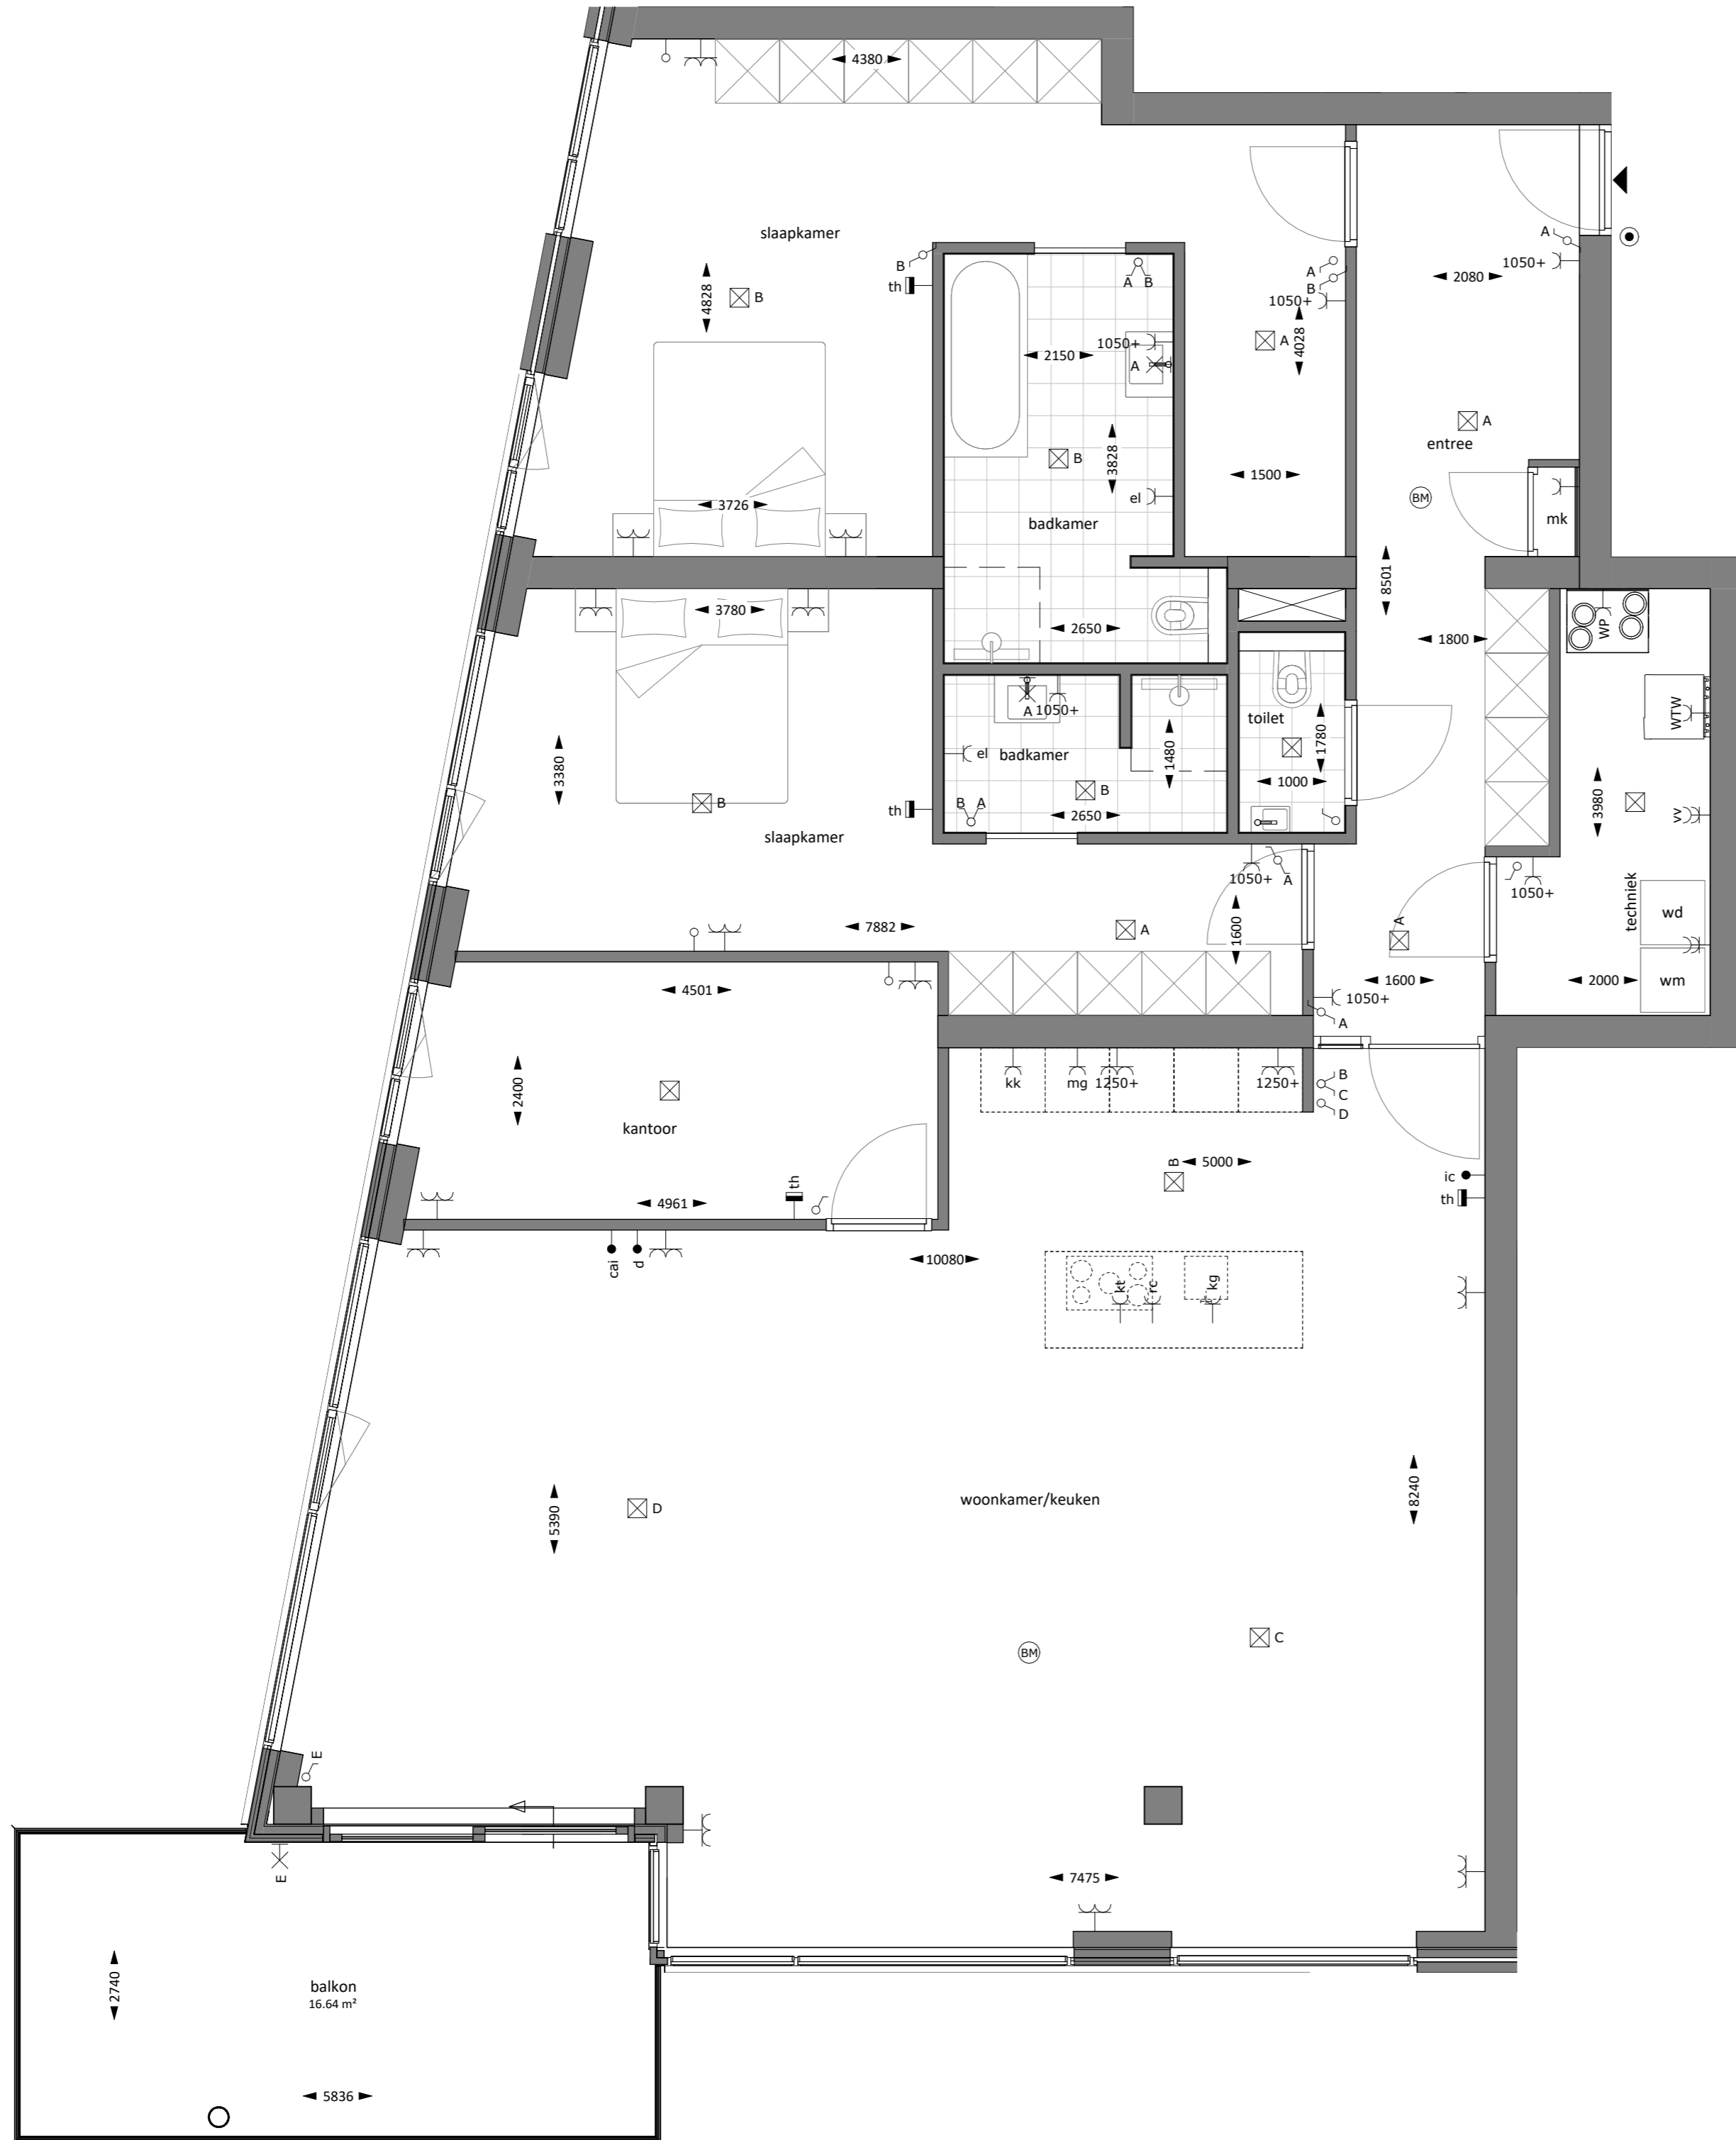 4380
slaapkamer
A
1050+
2080
B
th
4828
B
A B
A
B
1050+
4028
A
1050+
2150
A
A
entree
3828
B
1500
BM
el
mk
3726
badkamer
8501
3780
2650
1800
WP
A
1050+
toilet
1780
WTW
3380
el
badkamer
1480
1000
B
B
3980
vv
th
B A
2650
slaapkamer
1050+
A
1050+
techniek
wd
7882
A
1600
A
4501
1600
2000
wm
1050+
A
2400
kk
mg
1250+
1250+
B
C
D
kantoor
B
5000
ic
th
th
4961
cai
d
10080
kt
rc
kg
woonkamer/keuken
8240
5390
D
C
BM
E
E
7475
balkon
16.64 m²
2740
5836